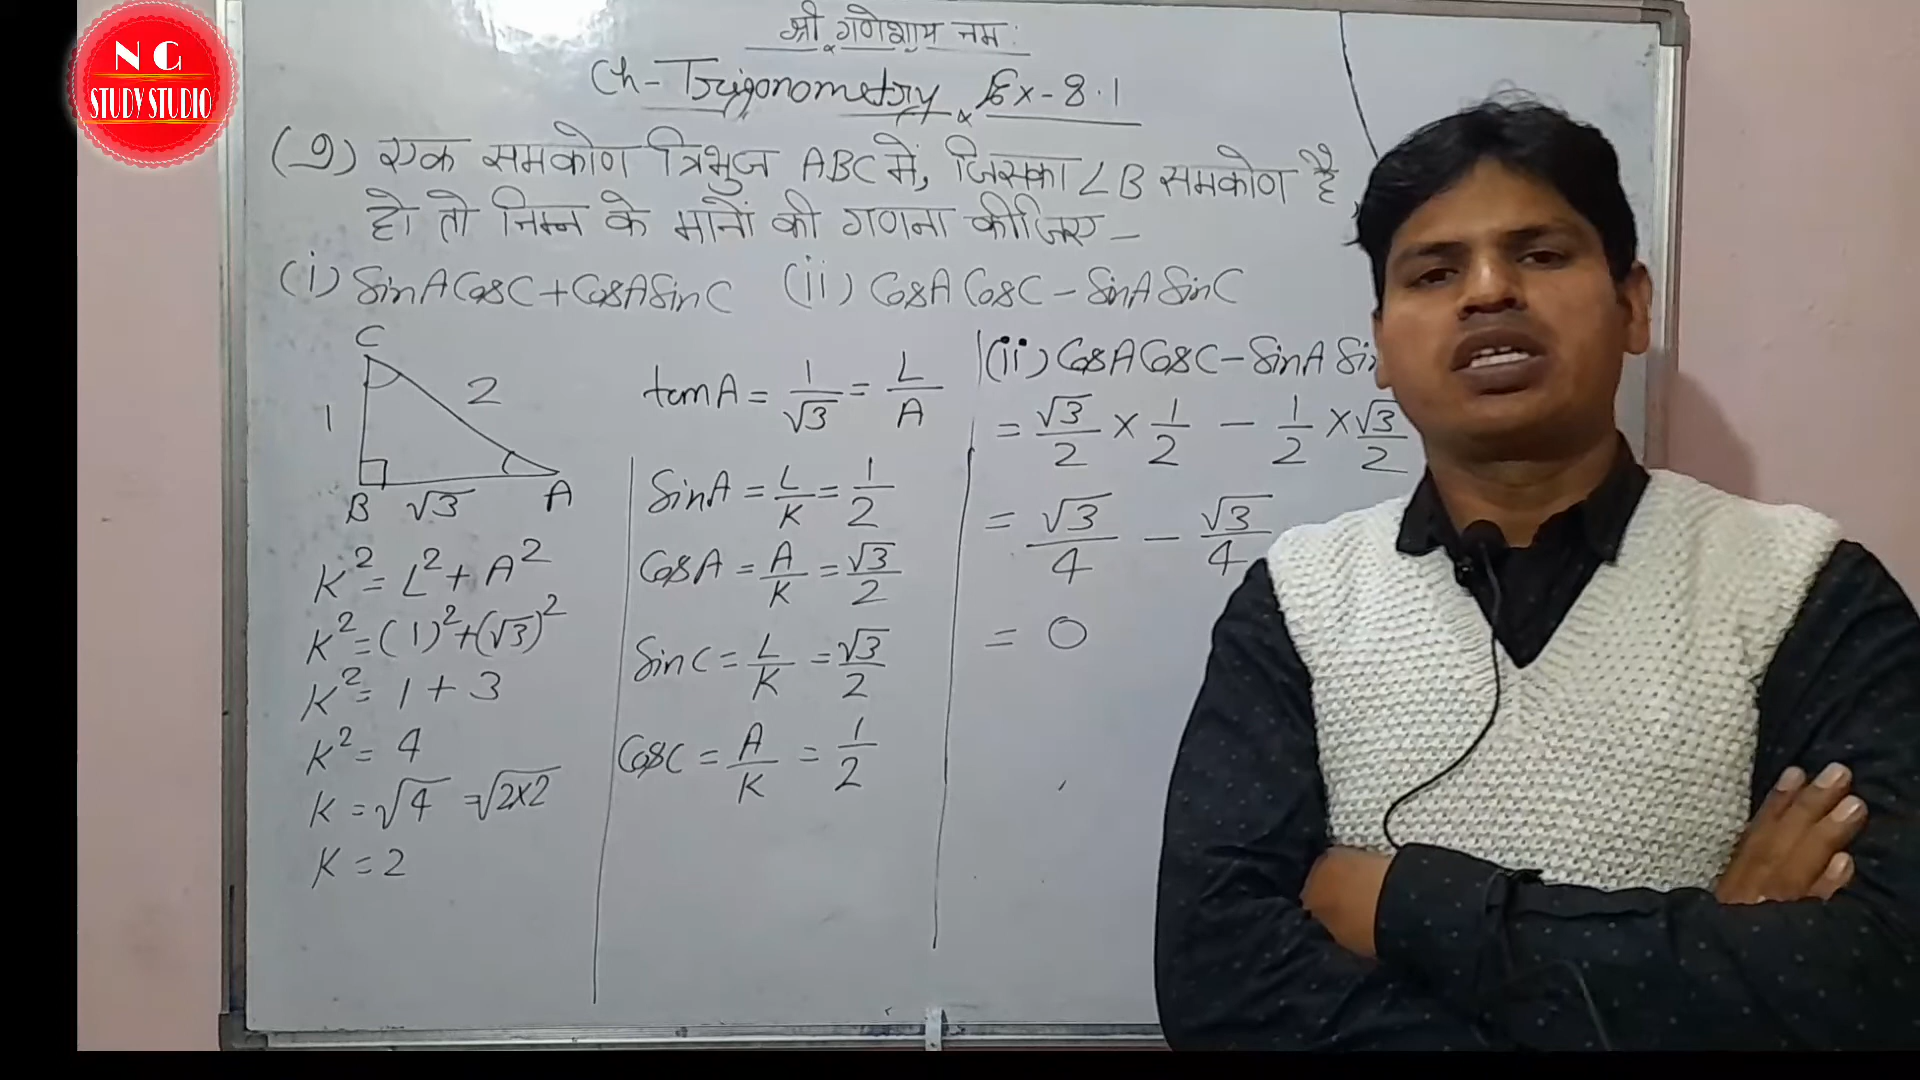 NG
STUDY STUDIO
श्री गणेशाय नमः
Ch-Trigonometry Ex-8.1
(9) एक समकोण त्रिभुज ABC में, जिसका ∠B समकोण है,
हो तो निम्न के मानों की गणना कीजिए-
(i) SinA CosC + CosA SinC (ii) CosA CosC - SinA SinC
C
1
2
B √3 A
K² = L² + A²
K² = (1)² + (√3)²
K² = 1 + 3
K² = 4
K = √4 = √2×2
K = 2
tanA = 1/√3 = L/A
SinA = L/K = 1/2
CosA = A/K = √3/2
SinC = L/K = √3/2
CosC = A/K = 1/2
(ii) CosA CosC - SinA
= √3/2 × 1/2 - 1/2 × √3/2
= √3/4 - √3/4
= 0